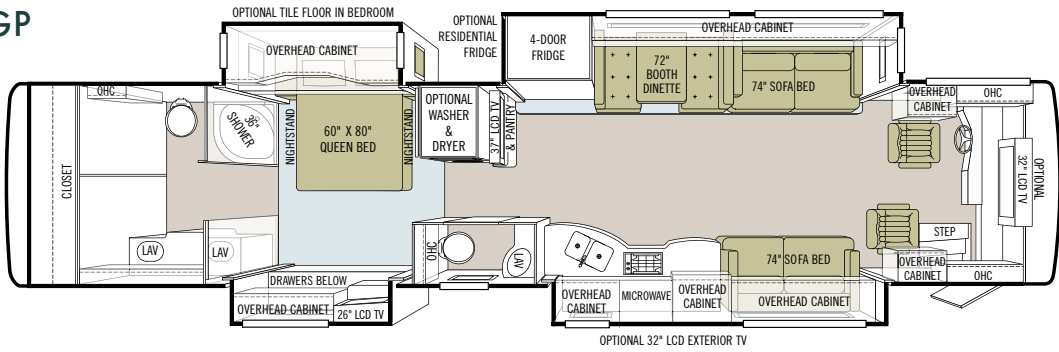 GP
OPTIONAL TILE FLOOR IN BEDROOM
OVERHEAD CABINET
OPTIONAL
RESIDENTIAL
FRIDGE
4-DOOR
FRIDGE
OVERHEAD CABINET
72"
BOOTH
DINETTE
74" SOFA BED
OVERHEAD
CABINET
OHC
OHC
36"
SHOWER
NIGHTSTAND
60" X 80"
QUEEN BED
NIGHTSTAND
OPTIONAL
WASHER
&
DRYER
37" LCD TV
& PANTRY
CLOSET
OPTIONAL
32" LCD TV
LAV
LAV
OHC
LAV
STEP
74" SOFA BED
DRAWERS BELOW
OVERHEAD CABINET
26" LCD TV
OVERHEAD
CABINET
MICROWAVE
OVERHEAD
CABINET
OVERHEAD CABINET
OVERHEAD
CABINET
OHC
OPTIONAL 32" LCD EXTERIOR TV